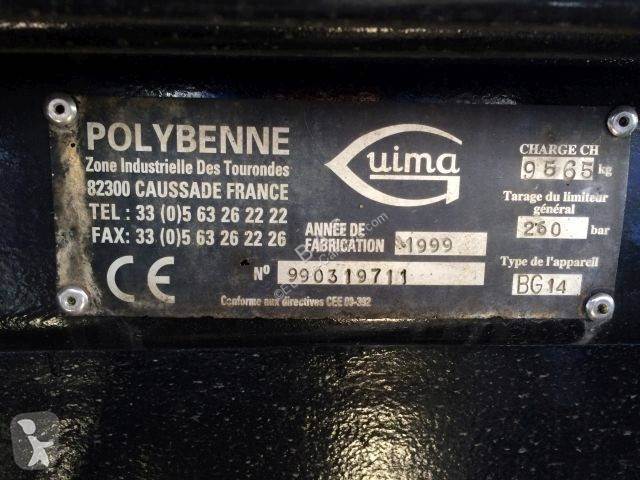 POLYBENNE
Zone Industrielle Des Tourondes
82300 CAUSSADE FRANCE
TEL : 33 (0)5 63 26 22 22
FAX: 33 (0)5 63 26 22 26
CE
Guima
ANNÉE DE
FABRICATION 1999
N° 990319711
Conforme aux directives CEE 89-392
CHARGE CH
9565 kg
Tarage du limiteur
général
260 bar
Type de l'appareil
BG14